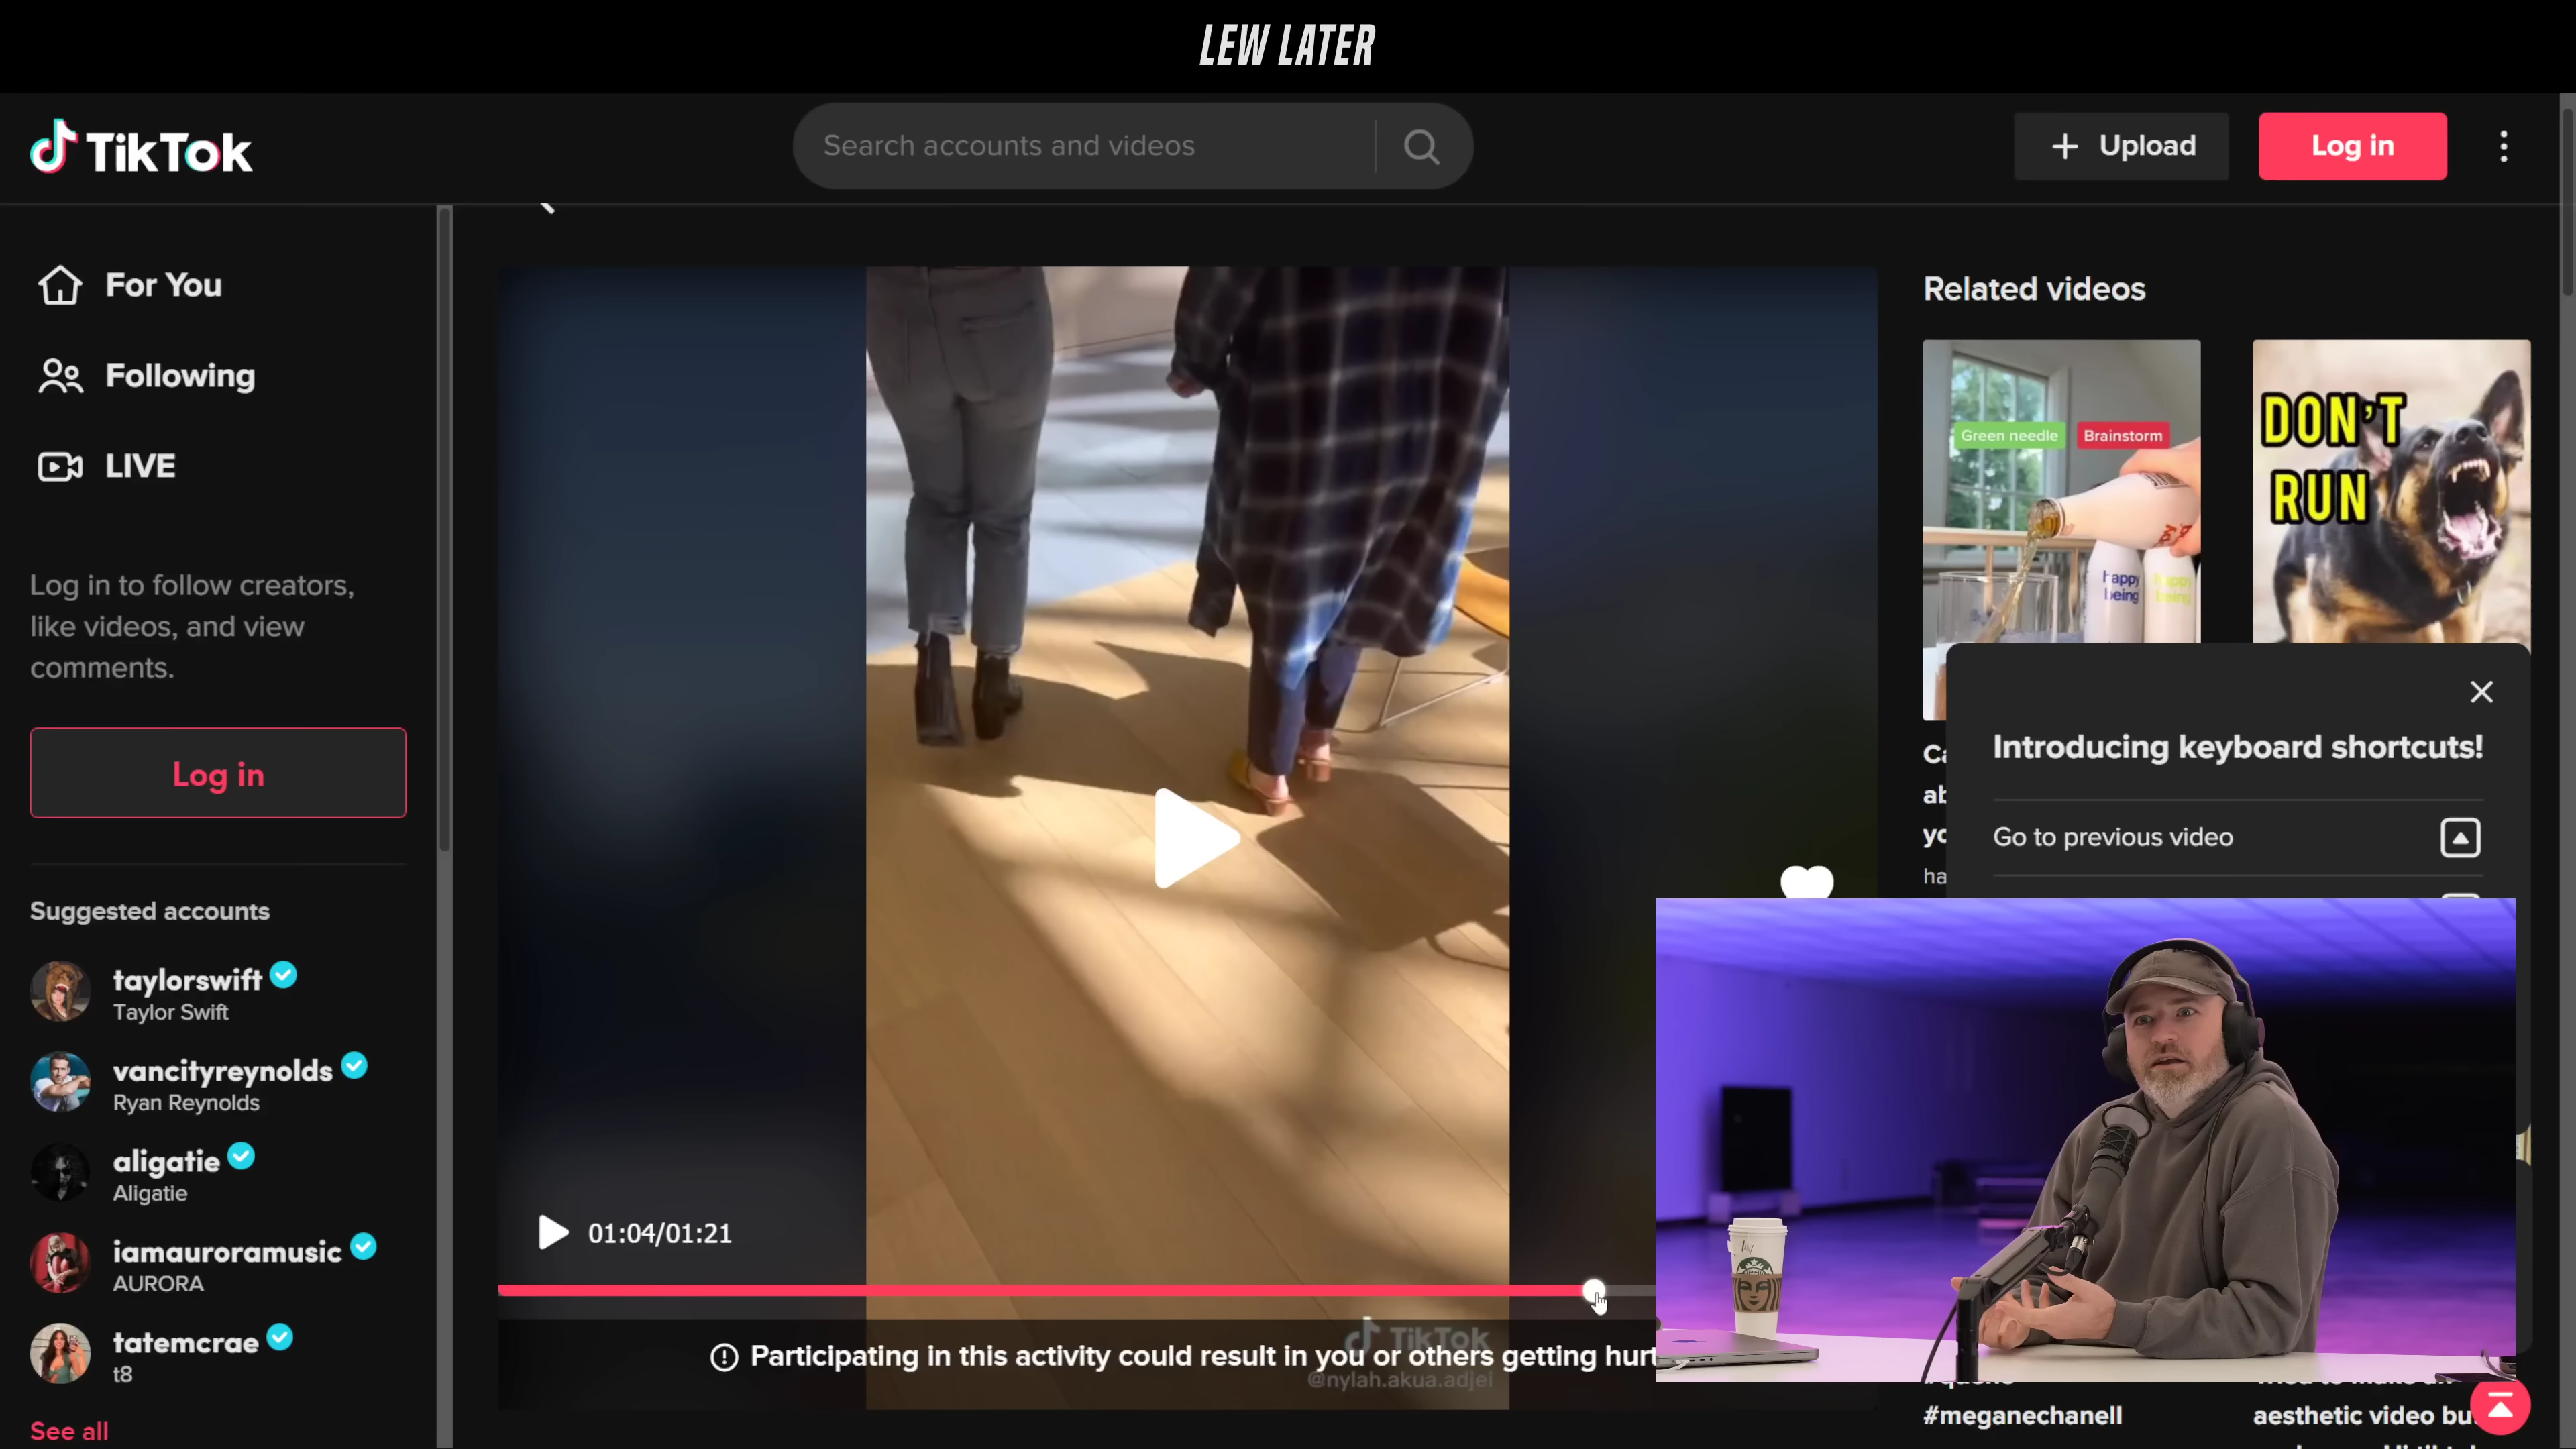 LEW LATER
TikTok
Search accounts and videos
Upload
Log in
For You
Following
LIVE
Log in to follow creators,
like videos, and view
comments.
Log in
Suggested accounts
taylorswift
Taylor Swift
vancityreynolds
Ryan Reynolds
aligatie
Aligatie
iamauroramusic
AURORA
tatemcrae
t8
See all
01:04/01:21
Participating in this activity could result in you or others getting hurt
TikTok
@nylah.akua.adjei
Related videos
Green needle
Brainstorm
happy
being
happy
being
DON'T
RUN
Introducing keyboard shortcuts!
Go to previous video
#meganechanell
aesthetic video